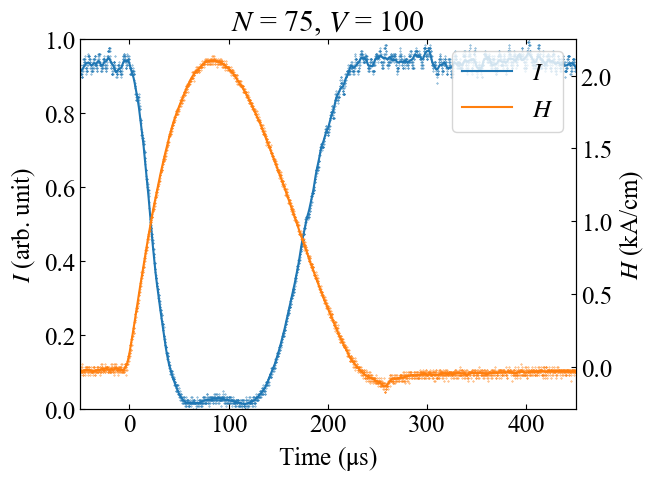 N = 75, V = 100
1.0
0.8
0.6
0.4
0.2
0.0
I (arb. unit)
I
H
2.0
1.5
1.0
0.5
0.0
H (kA/cm)
0 100 200 300 400
Time (μs)